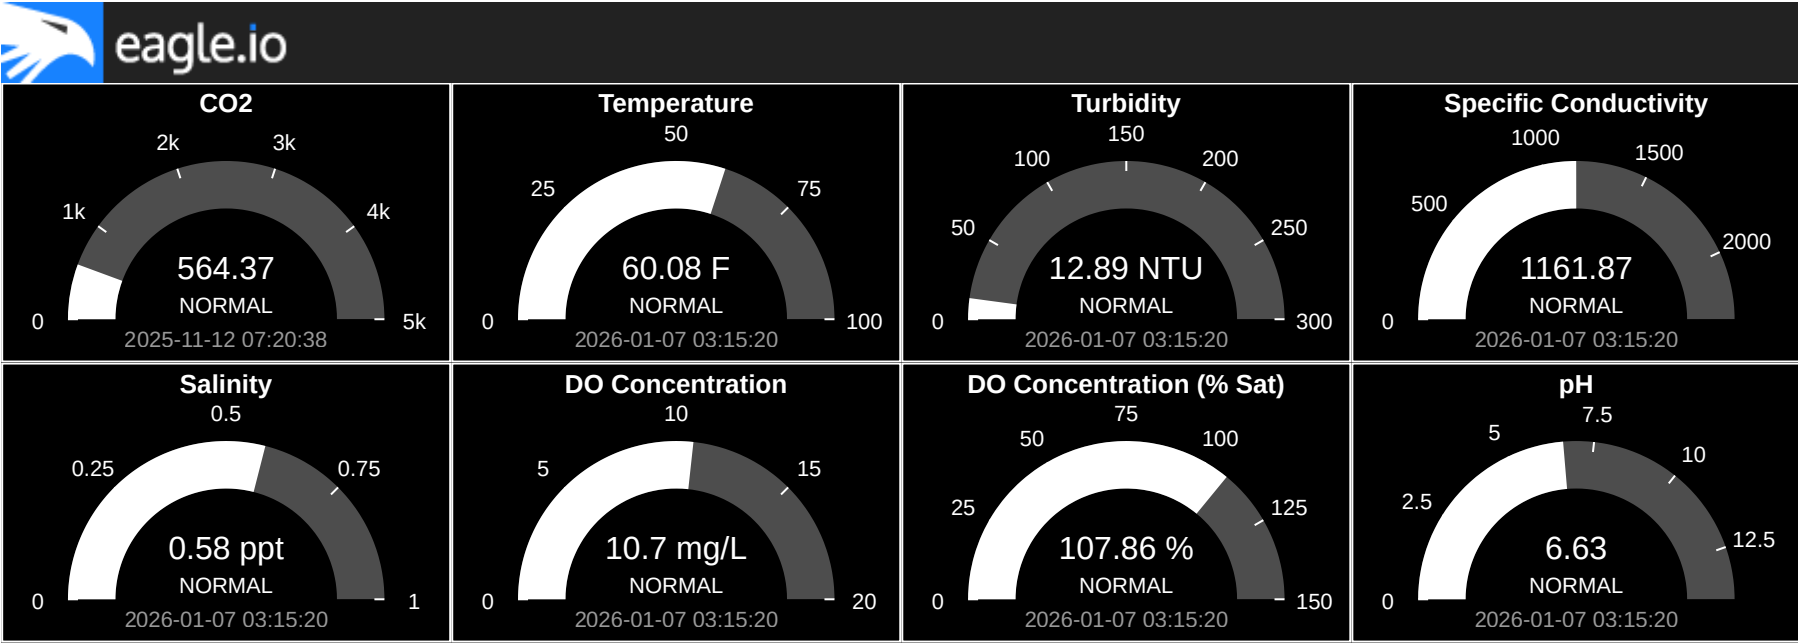 eagle.io
CO2
2k
3k
1k
4k
564.37
NORMAL
0
5k
2025-11-12 07:20:38
Temperature
50
25
75
60.08 F
NORMAL
0
100
2026-01-07 03:15:20
Turbidity
150
100
200
50
250
12.89 NTU
NORMAL
0
300
2026-01-07 03:15:20
Specific Conductivity
1000
1500
500
2000
1161.87
NORMAL
0
2026-01-07 03:15:20
Salinity
0.5
0.25
0.75
0.58 ppt
NORMAL
0
1
2026-01-07 03:15:20
DO Concentration
10
5
15
10.7 mg/L
NORMAL
0
20
2026-01-07 03:15:20
DO Concentration (% Sat)
75
50
100
25
125
107.86 %
NORMAL
0
150
2026-01-07 03:15:20
pH
7.5
5
10
2.5
12.5
6.63
NORMAL
0
2026-01-07 03:15:20